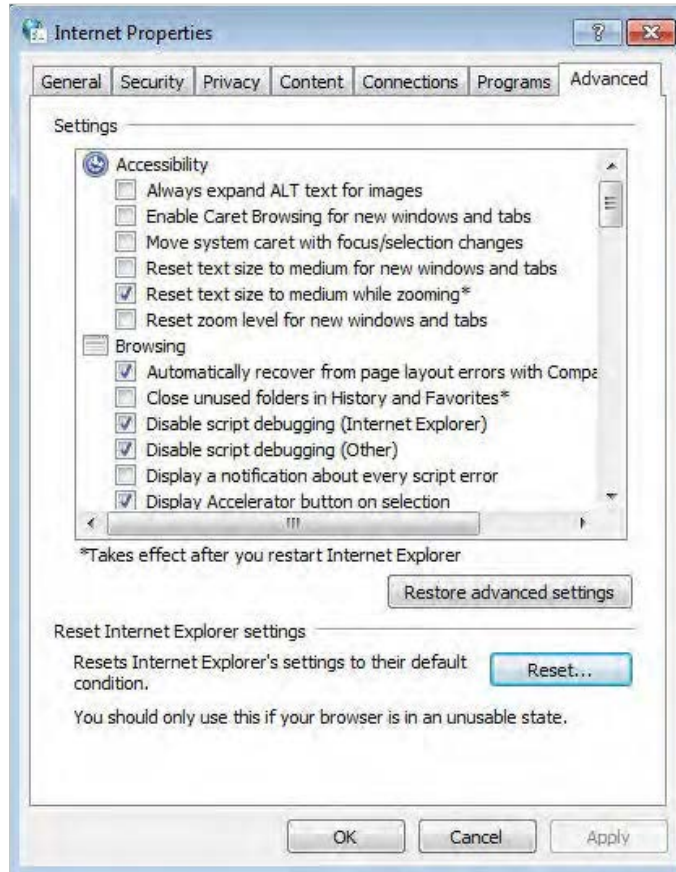 Internet Properties
General Security Privacy Content Connections Programs Advanced
Settings
Accessibility
Always expand ALT text for images
Enable Caret Browsing for new windows and tabs
Move system caret with focus/selection changes
Reset text size to medium for new windows and tabs
Reset text size to medium while zooming*
Reset zoom level for new windows and tabs
Browsing
Automatically recover from page layout errors with Compa
Close unused folders in History and Favorites*
Disable script debugging (Internet Explorer)
Disable script debugging (Other)
Display a notification about every script error
Display Accelerator button on selection
*Takes effect after you restart Internet Explorer
Restore advanced settings
Reset Internet Explorer settings
Resets Internet Explorer's settings to their default
condition.
Reset...
You should only use this if your browser is in an unusable state.
OK Cancel Apply